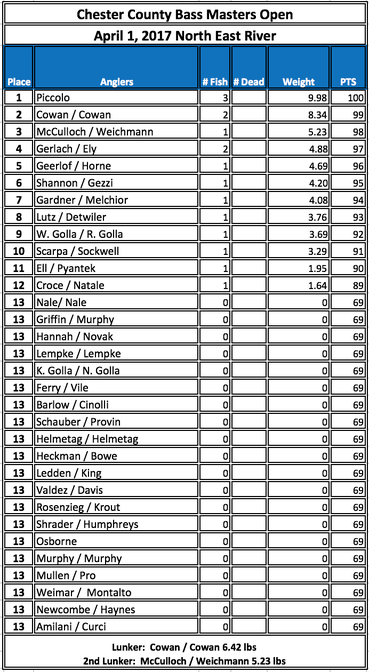 Chester County Bass Masters Open
April 1, 2017 North East River
Place Anglers # Fish # Dead Weight PTS
1 Piccolo 3 9.98 100
2 Cowan / Cowan 2 8.34 99
3 McCulloch / Weichmann 1 5.23 98
4 Gerlach / Ely 2 4.88 97
5 Geerlof / Horne 1 4.69 96
6 Shannon / Gezzi 1 4.20 95
7 Gardner / Melchior 1 4.08 94
8 Lutz / Detwiler 1 3.76 93
9 W. Golla / R. Golla 1 3.69 92
10 Scarpa / Sockwell 1 3.29 91
11 Ell / Pyantek 1 1.95 90
12 Croce / Natale 1 1.64 89
13 Nale/ Nale 0 0 69
13 Griffin / Murphy 0 0 69
13 Hannah / Novak 0 0 69
13 Lempke / Lempke 0 0 69
13 K. Golla / N. Golla 0 0 69
13 Ferry / Vile 0 0 69
13 Barlow / Cinolli 0 0 69
13 Schauber / Provin 0 0 69
13 Helmetag / Helmetag 0 0 69
13 Heckman / Bowe 0 0 69
13 Ledden / King 0 0 69
13 Valdez / Davis 0 0 69
13 Rosenzieg / Krout 0 0 69
13 Shrader / Humphreys 0 0 69
13 Osborne 0 0 69
13 Murphy / Murphy 0 0 69
13 Mullen / Pro 0 0 69
13 Weimar / Montalto 0 0 69
13 Newcombe / Haynes 0 0 69
13 Amilani / Curci 0 0 69
Lunker: Cowan / Cowan 6.42 lbs
2nd Lunker: McCulloch / Weichmann 5.23 lbs